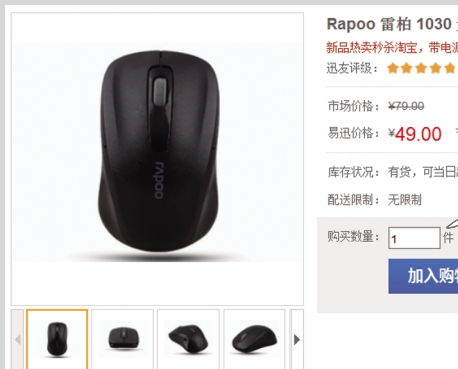 rapoo
Rapoo 雷柏 1030
新品热卖秒杀淘宝，带电源
迅友评级：
市场价格： ¥79.00
易迅价格： ¥49.00
库存状况： 有货，可当日
配送限制： 无限制
购买数量： 1 件
加入购物